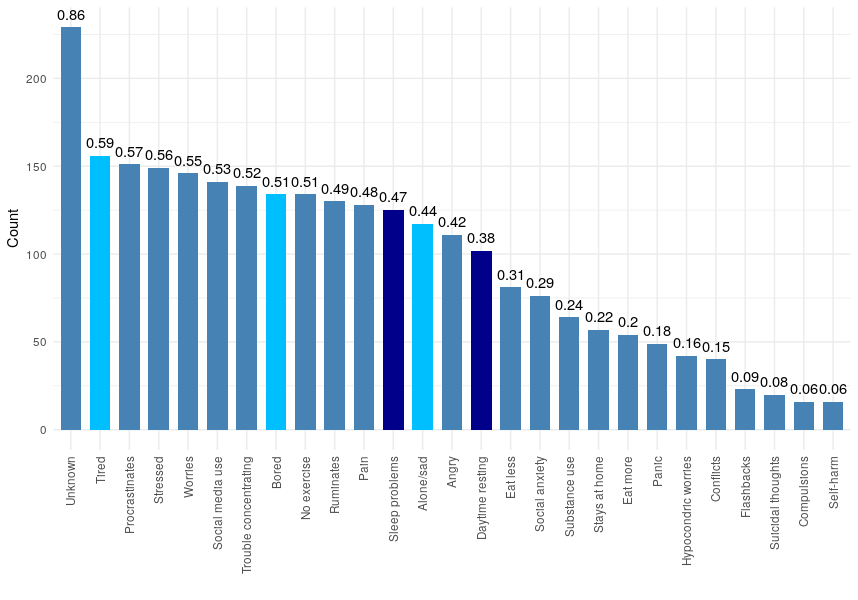 0.86
0.59
0.57
0.56
0.55
0.53
0.52
0.51
0.51
0.49
0.48
0.47
0.44
0.42
0.38
0.31
0.29
0.24
0.22
0.2
0.18
0.16
0.15
0.09
0.08
0.06
0.06
Count
200
150
100
50
0
Unknown
Tired
Procrastinates
Stressed
Worries
Social media use
Trouble concentrating
Bored
No exercise
Ruminates
Pain
Sleep problems
Alone/sad
Angry
Daytime resting
Eat less
Social anxiety
Substance use
Stays at home
Eat more
Panic
Hypocondric worries
Conflicts
Flashbacks
Suicidal thoughts
Compulsions
Self-harm